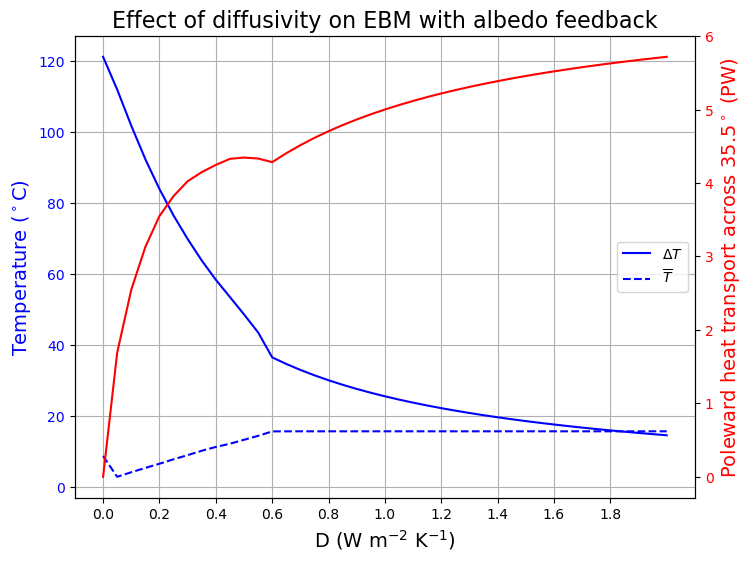 Effect of diffusivity on EBM with albedo feedback
Temperature (°C)
120
100
80
60
40
20
0
6
5
4
3
2
1
0
Poleward heat transport across 35.5° (PW)
ΔT
T̅
0.0 0.2 0.4 0.6 0.8 1.0 1.2 1.4 1.6 1.8
D (W m⁻² K⁻¹)